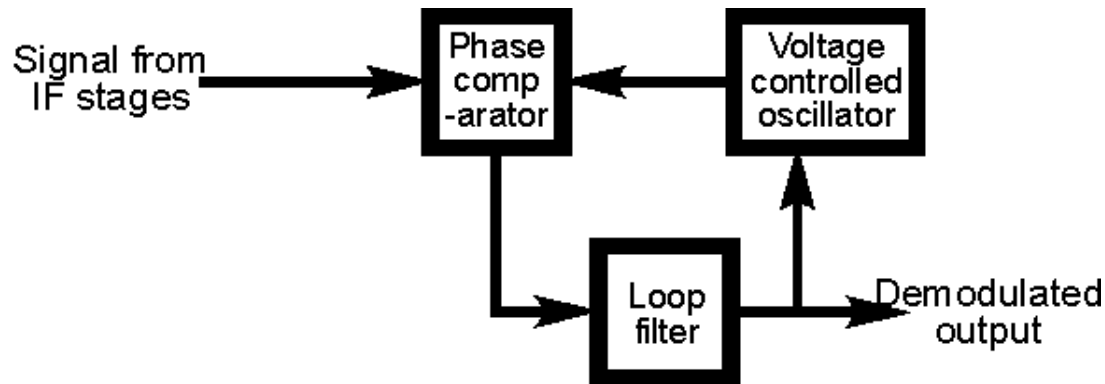 Signal from
IF stages
Phase
comp
-arator
Voltage
controlled
oscillator
Loop
filter
Demodulated
output